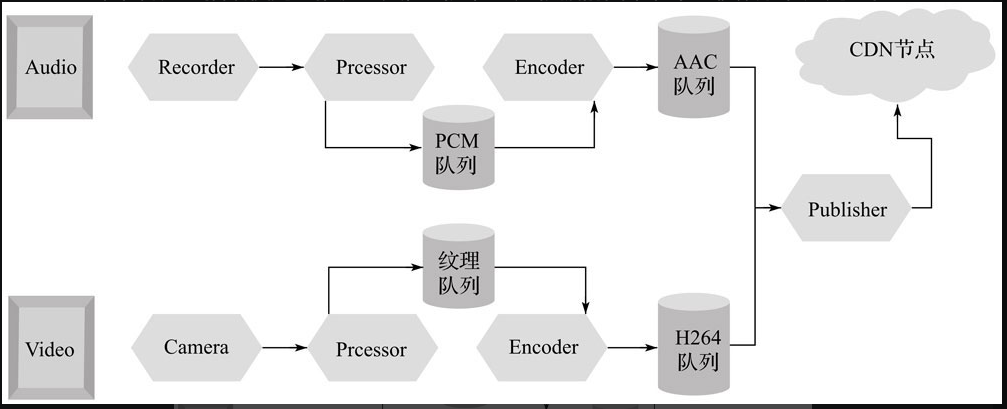 Audio
Recorder
Prcessor
PCM
队列
Encoder
AAC
队列
CDN节点
Publisher
Video
Camera
Prcessor
纹理
队列
Encoder
H264
队列